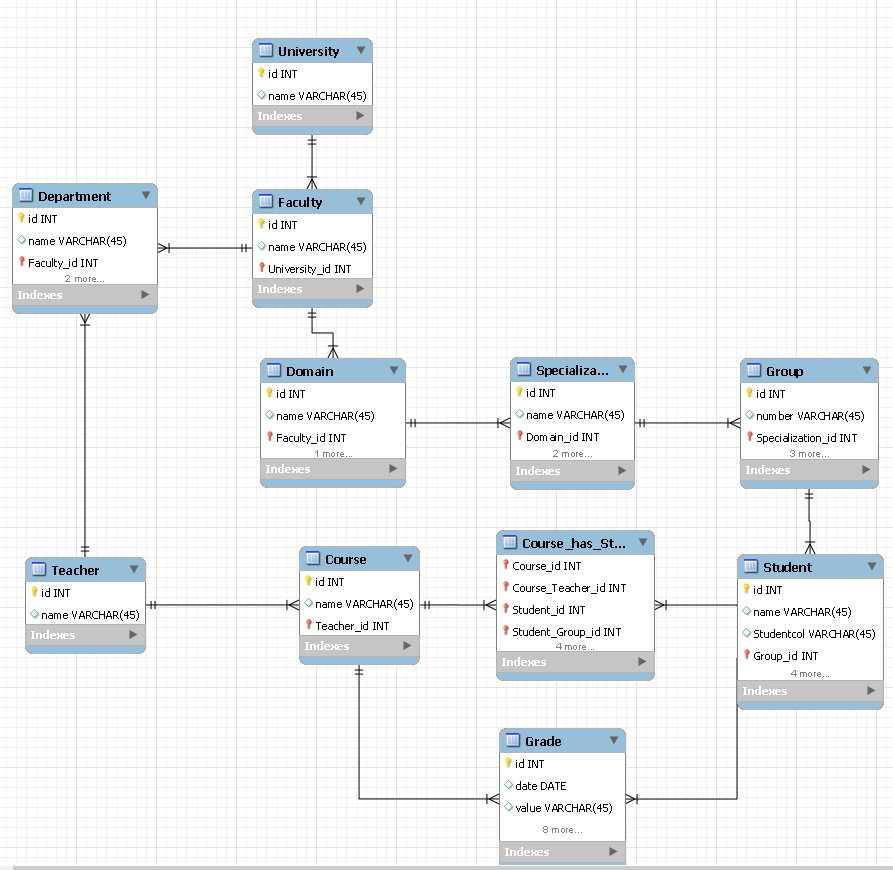 University
id INT
name VARCHAR(45)
Indexes
Department
id INT
name VARCHAR(45)
Faculty_id INT
2 more...
Indexes
Faculty
id INT
name VARCHAR(45)
University_id INT
Indexes
Domain
id INT
name VARCHAR(45)
Faculty_id INT
1 more...
Indexes
Specializa...
id INT
name VARCHAR(45)
Domain_id INT
2 more...
Indexes
Group
id INT
number VARCHAR(45)
Specialization_id INT
3 more...
Indexes
Teacher
id INT
name VARCHAR(45)
Indexes
Course
id INT
name VARCHAR(45)
Teacher_id INT
Indexes
Course_has_St...
Course_id INT
Course_Teacher_id INT
Student_id INT
Student_Group_id INT
4 more...
Indexes
Student
id INT
name VARCHAR(45)
Studentcol VARCHAR(45)
Group_id INT
4 more...
Indexes
Grade
id INT
date DATE
value VARCHAR(45)
8 more...
Indexes